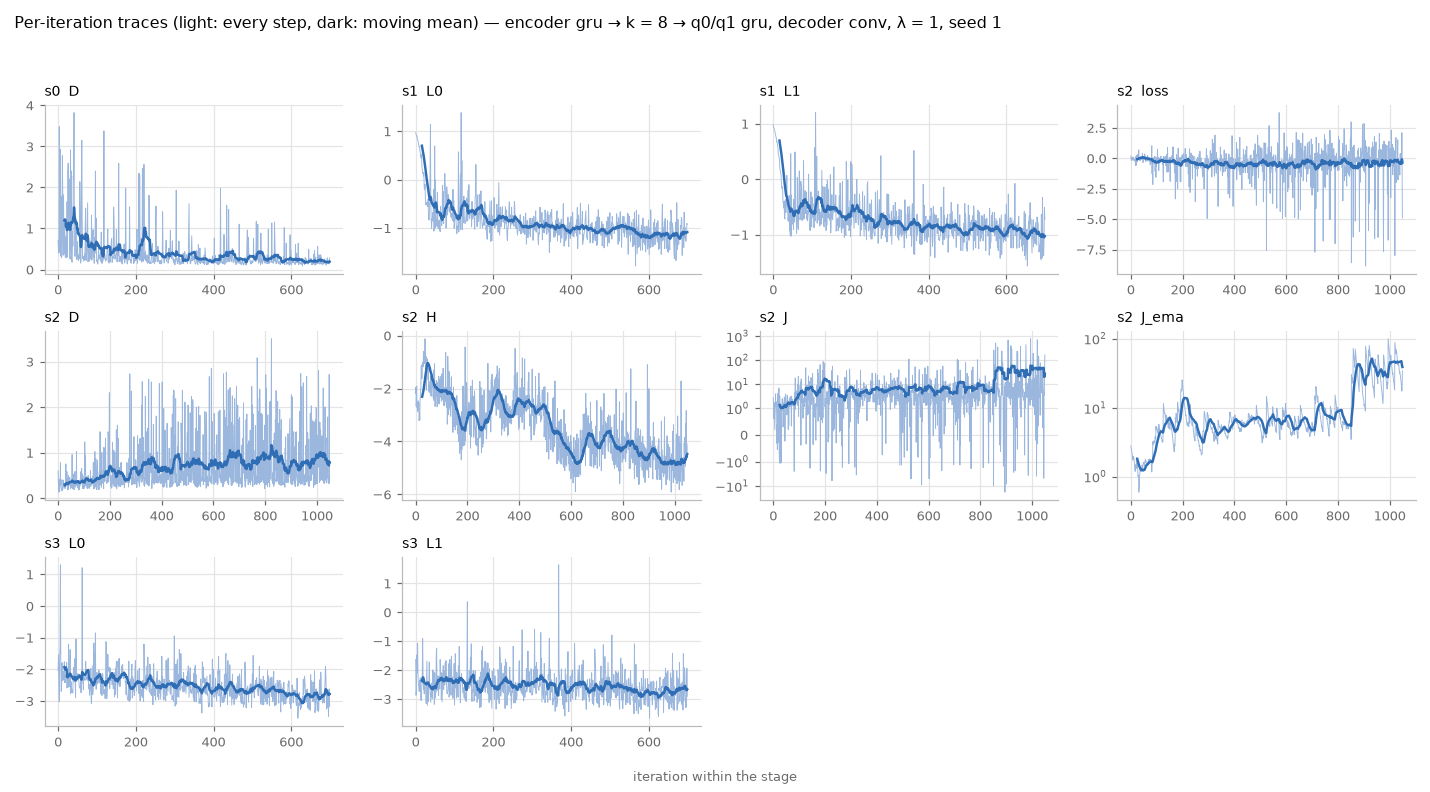 Per-iteration traces (light: every step, dark: moving mean) — encoder gru → k = 8 → q0/q1 gru, decoder conv, λ = 1, seed 1
s0 D
s1 L0
s1 L1
s2 loss
4
3
2
1
0
0 200 400 600
1
0
−1
0 200 400 600
1
0
−1
0 200 400 600
2.5
0.0
−2.5
−5.0
−7.5
0 200 400 600 800 1000
s2 D
s2 H
s2 J
s2 J_ema
3
2
1
0
0 200 400 600 800 1000
0
−2
−4
−6
0 200 400 600 800 1000
10³
10²
10¹
10⁰
0
−10⁰
−10¹
0 200 400 600 800 1000
10²
10¹
10⁰
0 200 400 600 800 1000
s3 L0
s3 L1
1
0
−1
−2
−3
0 200 400 600
1
0
−1
−2
−3
0 200 400 600
iteration within the stage